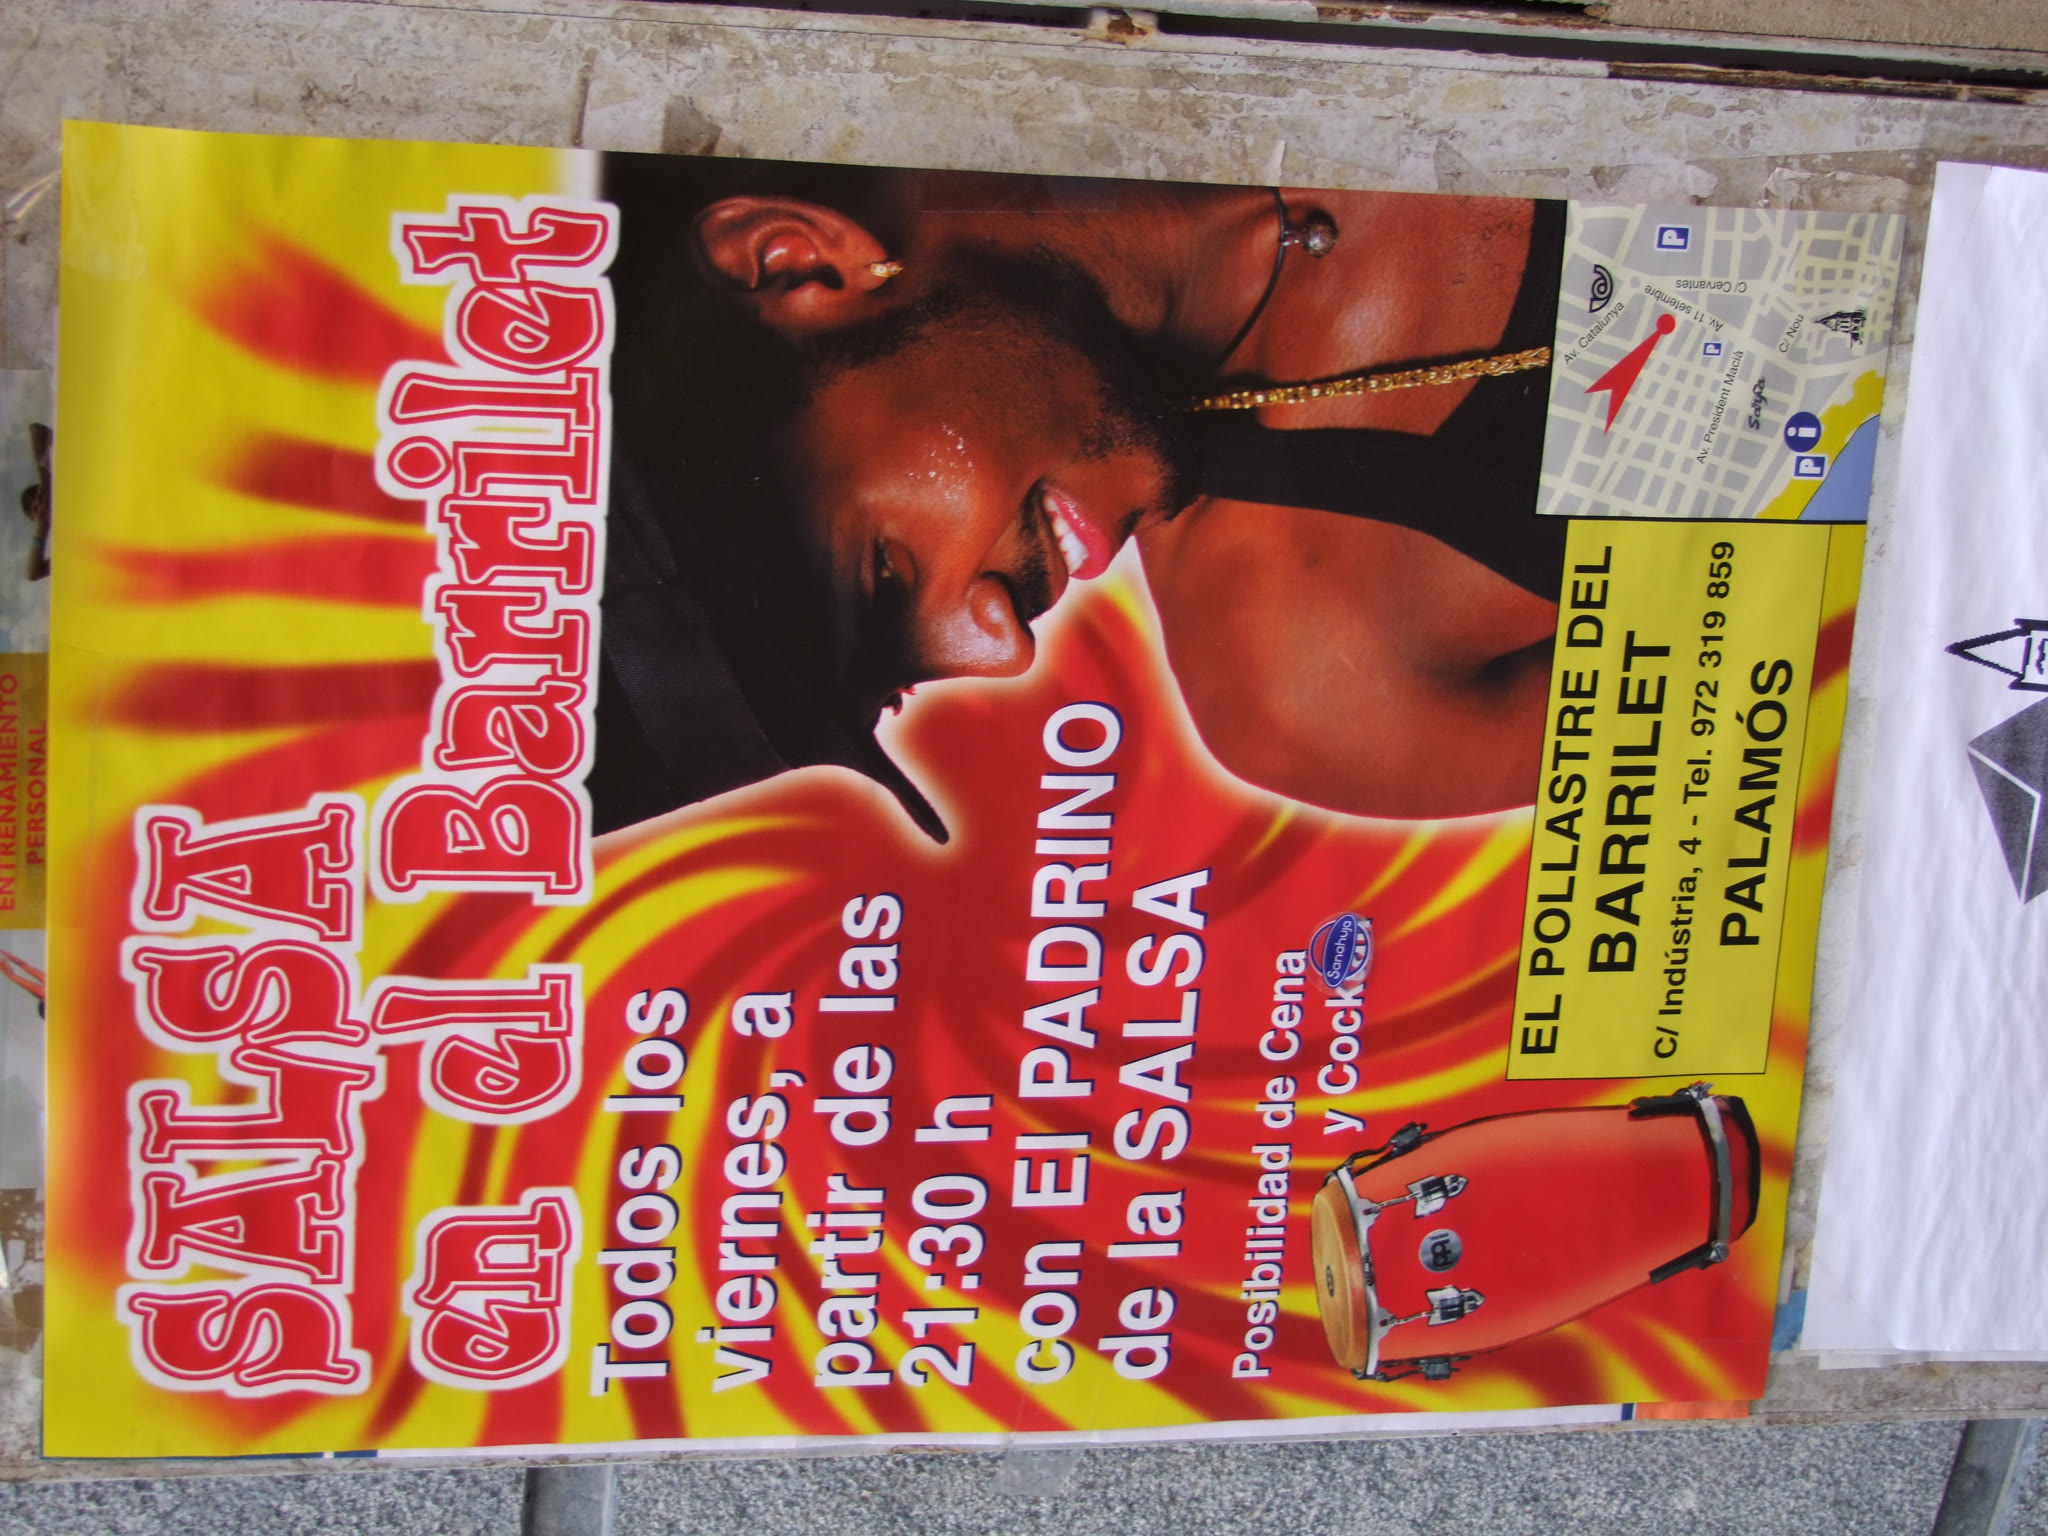 SALSA
en el Barrilet
Todos los
viernes, a
partir de las
21:30 h
con El PADRINO
de la SALSA
Posibilidad de Cena
y
Sanahuja
EL POLLASTRE DEL
BARRILET
C/ Indústria, 4 - Tel. 972 319 859
PALAMÓS
Av. Catalunya
Av. 11 setembre
C/ Cervantes
Av. President Macià
C/ Nou
Sarfa
P
P
P i
ENTRENAMIENTO
PERSONAL